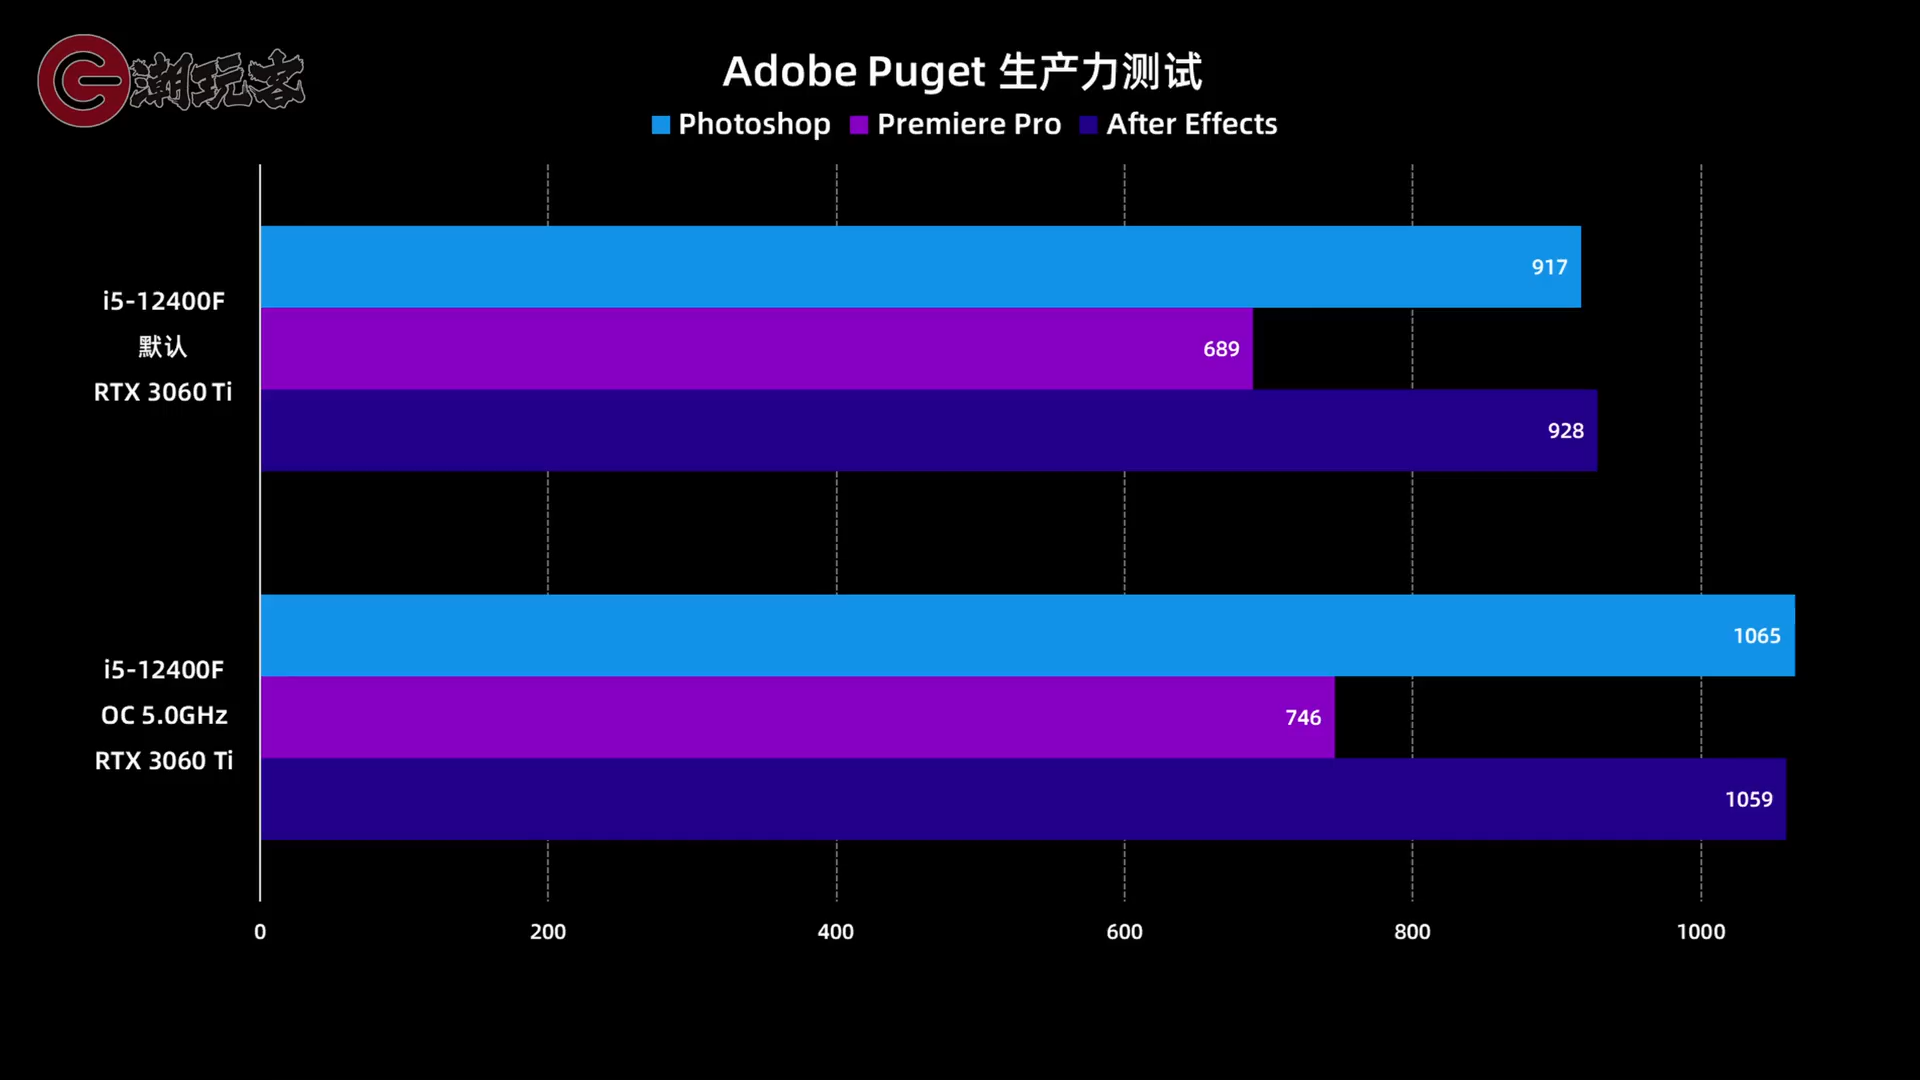 潮玩客
Adobe Puget 生产力测试
Photoshop Premiere Pro After Effects
i5-12400F
默认
RTX 3060 Ti
917
689
928
i5-12400F
OC 5.0GHz
RTX 3060 Ti
1065
746
1059
0 200 400 600 800 1000